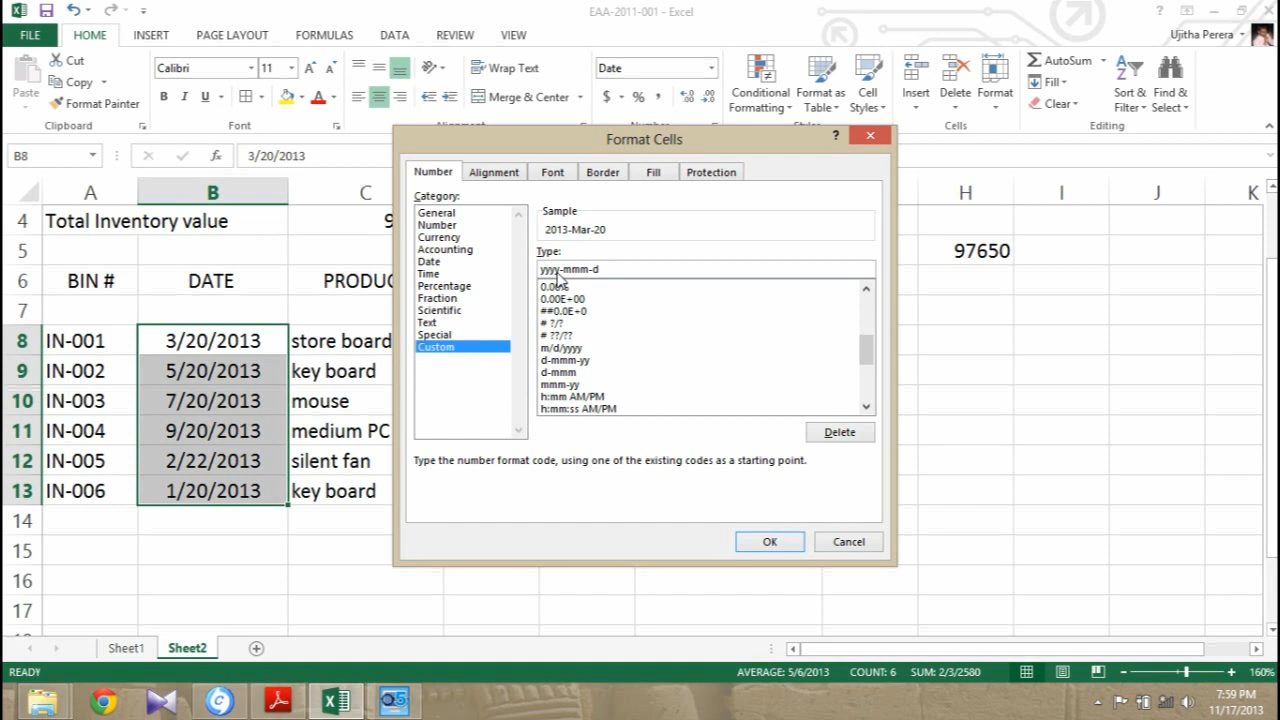 EAA-2011-001 - Excel
FILE HOME INSERT PAGE LAYOUT FORMULAS DATA REVIEW VIEW Ujitha Perera
Paste
Cut
Copy
Format Painter
Clipboard
Calibri 11
B I U A
Font
Wrap Text
Merge & Center
Alignment
Date
$ % ,
Number
Conditional Formatting
Format as Table
Cell Styles
Styles
Insert Delete Format
Cells
AutoSum
Fill
Clear
Sort & Filter
Find & Select
Editing
B8 fx 3/20/2013
A B C H I J K
4 Total Inventory value 9
5 97650
6 BIN # DATE PRODUC
7
8 IN-001 3/20/2013 store board
9 IN-002 5/20/2013 key board
10 IN-003 7/20/2013 mouse
11 IN-004 9/20/2013 medium PC
12 IN-005 2/22/2013 silent fan
13 IN-006 1/20/2013 key board
14
15
16
17
Format Cells
Number Alignment Font Border Fill Protection
Category:
General
Number
Currency
Accounting
Date
Time
Percentage
Fraction
Scientific
Text
Special
Custom
Sample
2013-Mar-20
Type:
yyyy-mmm-d
0.00%
0.00E+00
##0.0E+0
# ?/?
# ??/??
m/d/yyyy
d-mmm-yy
d-mmm
mmm-yy
h:mm AM/PM
h:mm:ss AM/PM
Delete
Type the number format code, using one of the existing codes as a starting point.
OK Cancel
Sheet1 Sheet2
READY AVERAGE: 5/6/2013 COUNT: 6 SUM: 2/3/2580 160%
7:59 PM
11/17/2013